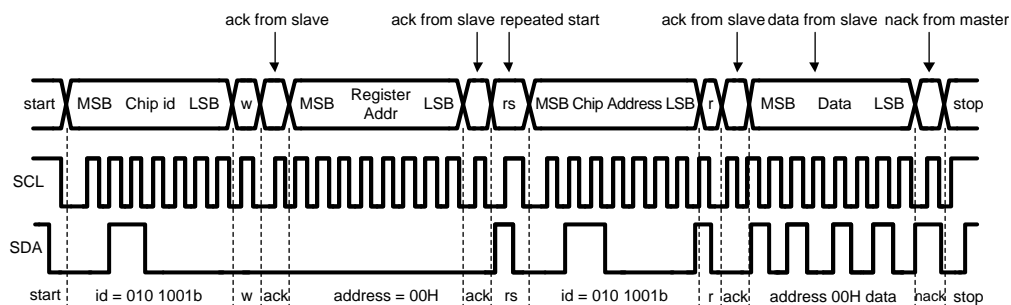 ack from slave ack from slave repeated start ack from slave data from slave nack from master
start MSB Chip id LSB w MSB Register Addr LSB rs MSB Chip Address LSB r MSB Data LSB stop
SCL
SDA
start id = 010 1001b w ack address = 00H ack rs id = 010 1001b r ack address 00H data nack stop